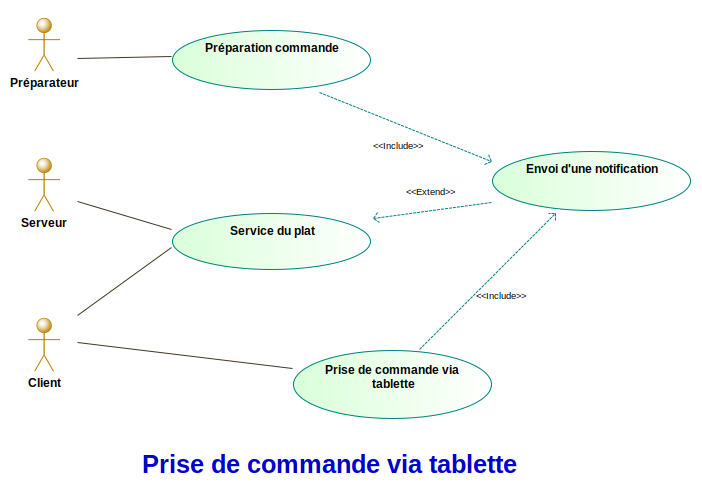 Préparation commande
Préparateur
<<Include>>
Envoi d'une notification
<<Extend>>
Serveur
Service du plat
<<Include>>
Client
Prise de commande via
tablette
Prise de commande via tablette